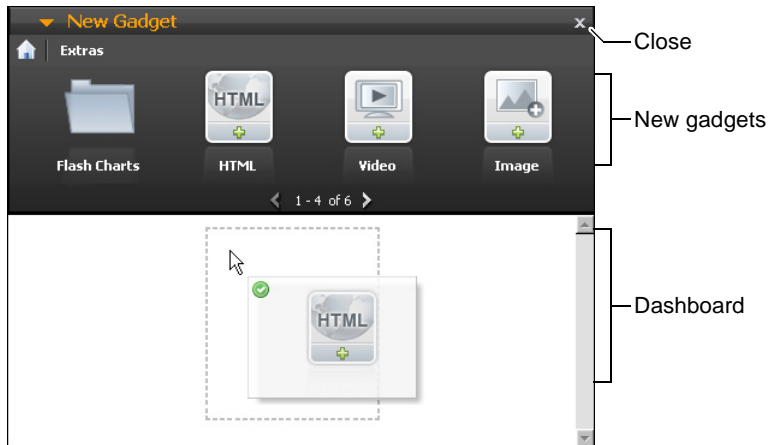 New Gadget
x
Close
Extras
HTML
New gadgets
Flash Charts
HTML
Video
Image
1 - 4 of 6
HTML
Dashboard